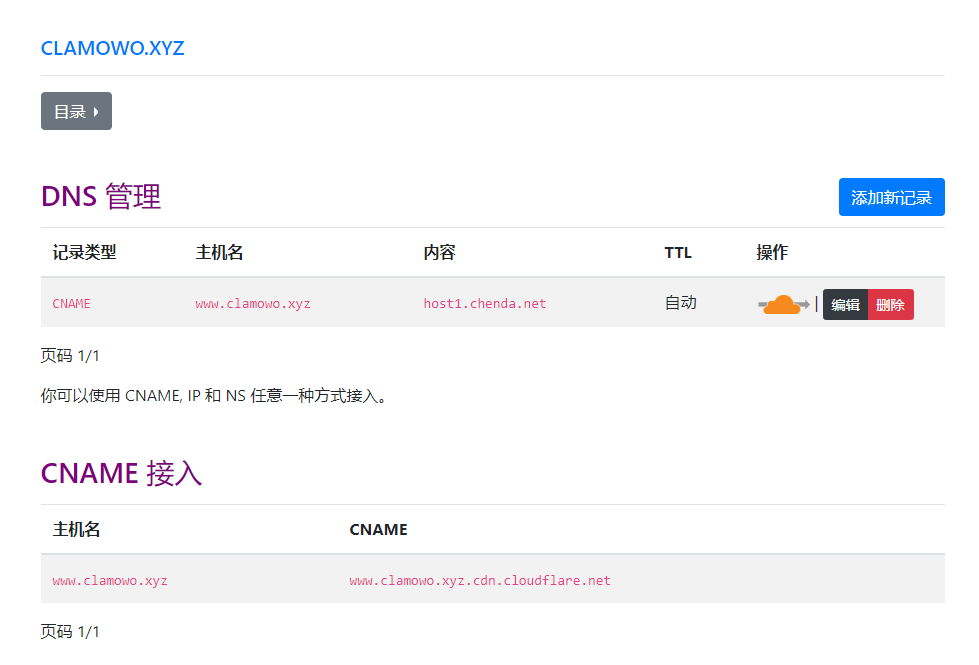 CLAMOWO.XYZ
目录
DNS 管理
添加新记录
记录类型 主机名 内容 TTL 操作
CNAME www.clamowo.xyz host1.chenda.net 自动 | 编辑 删除
页码 1/1
你可以使用 CNAME, IP 和 NS 任意一种方式接入。
CNAME 接入
主机名 CNAME
www.clamowo.xyz www.clamowo.xyz.cdn.cloudflare.net
页码 1/1